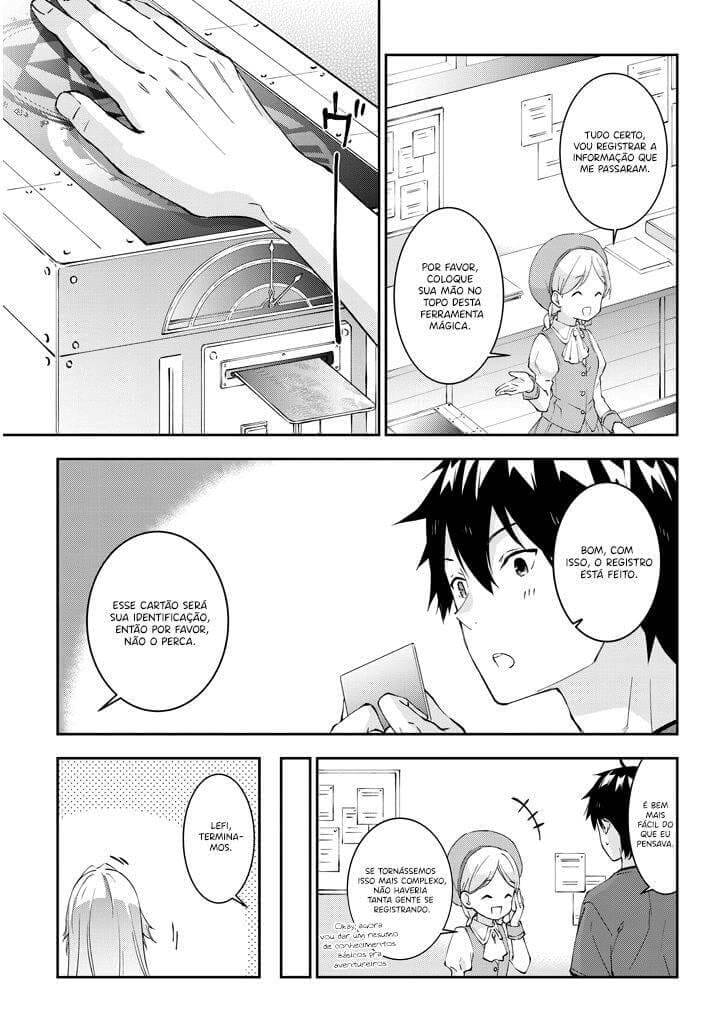 TUDO CERTO,
VOU REGISTRAR A
INFORMAÇÃO QUE
ME PASSARAM.
POR FAVOR,
COLOQUE
SUA MÃO NO
TOPO DESTA
FERRAMENTA
MÁGICA.
ヴー
BOM, COM
ISSO, O REGISTRO
ESTÁ FEITO.
ESSE CARTÃO SERÁ
SUA IDENTIFICAÇÃO,
ENTÃO POR FAVOR,
NÃO O PERCA.
É BEM
MAIS
FÁCIL DO
QUE EU
PENSAVA.
SE TORNÁSSEMOS
ISSO MAIS COMPLEXO,
NÃO HAVERIA
TANTA GENTE SE
REGISTRANDO.
Okay, agora
vou dar um resumo
de conhecimentos
básicos pra
aventureiros
LEFI,
TERMINA-
MOS.